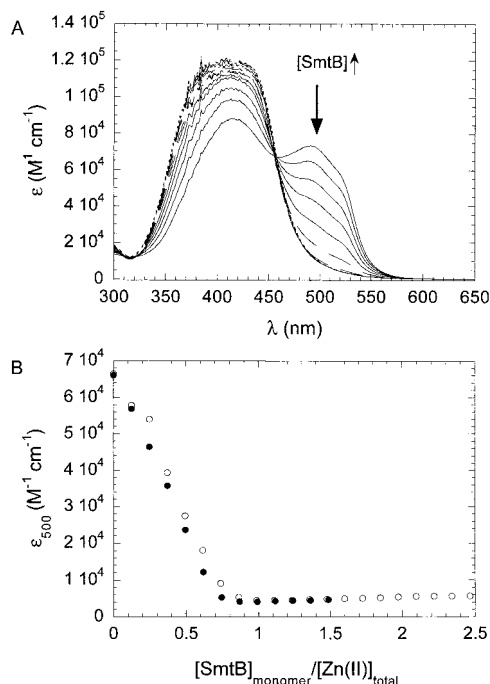 A
1.4 10⁵
1.2 10⁵
1 10⁵
8 10⁴
6 10⁴
4 10⁴
2 10⁴
0
ε (M¹ cm⁻¹)
[SmtB]↑
300 350 400 450 500 550 600 650
λ (nm)
B
7 10⁴
6 10⁴
5 10⁴
4 10⁴
3 10⁴
2 10⁴
1 10⁴
0
ε₅₀₀ (M⁻¹ cm⁻¹)
0 0.5 1 1.5 2 2.5
[SmtB]monomer/[Zn(II)]total